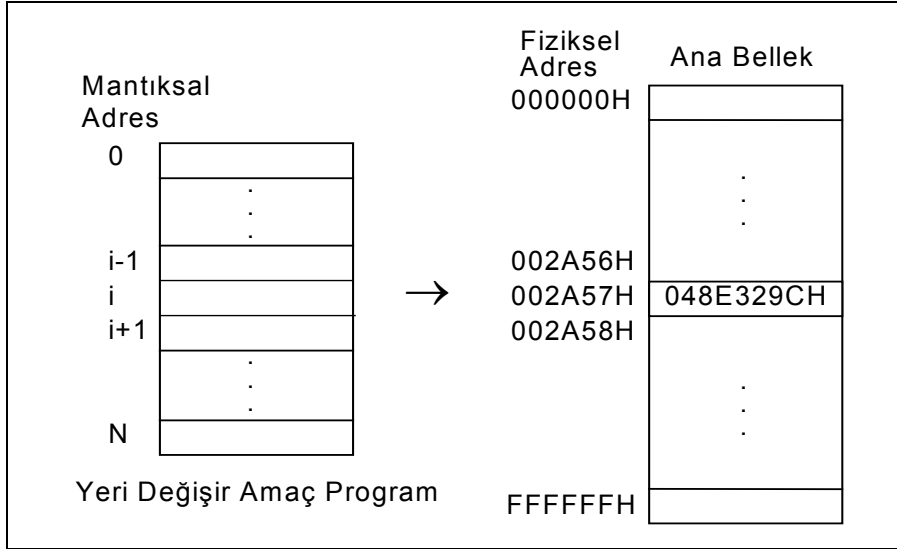 Mantıksal
Adres
0
.
.
.
i-1
i
i+1
.
.
.
N
Yeri Değişir Amaç Program
→
Fiziksel
Adres
Ana Bellek
000000H
.
.
.
002A56H
002A57H 048E329CH
002A58H
.
.
.
FFFFFFH